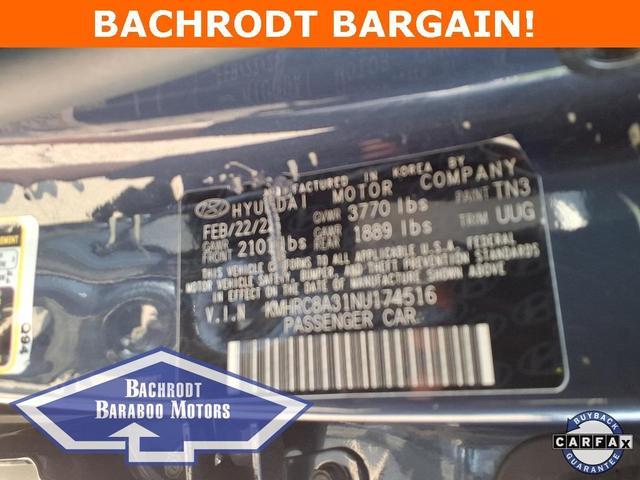 BACHRODT BARGAIN!
MANUFACTURED IN KOREA BY
HYUNDAI MOTOR COMPANY
FEB/22/22 GVWR 3770 lbs PAINT TN3
GAWR FRONT 2101 lbs GAWR REAR 1889 lbs TRIM UUG
THIS VEHICLE CONFORMS TO ALL APPLICABLE U.S. FEDERAL
MOTOR VEHICLE SAFETY, BUMPER, AND THEFT PREVENTION STANDARDS
IN EFFECT ON THE DATE OF MANUFACTURE SHOWN ABOVE.
V.I.N KMHRC8A31NU174516
PASSENGER CAR
094
BACHRODT
BARABOO MOTORS
BUYBACK
CARFAX
GUARANTEE